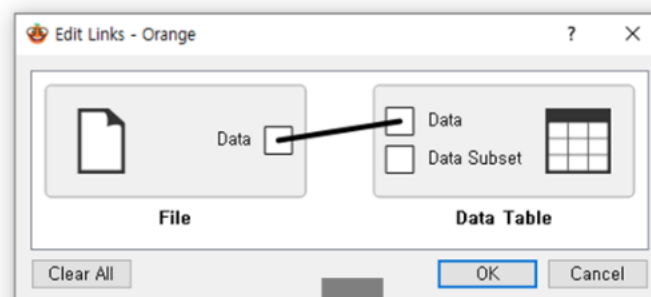 Edit Links - Orange
Data
Data
Data Subset
File
Data Table
Clear All
OK
Cancel